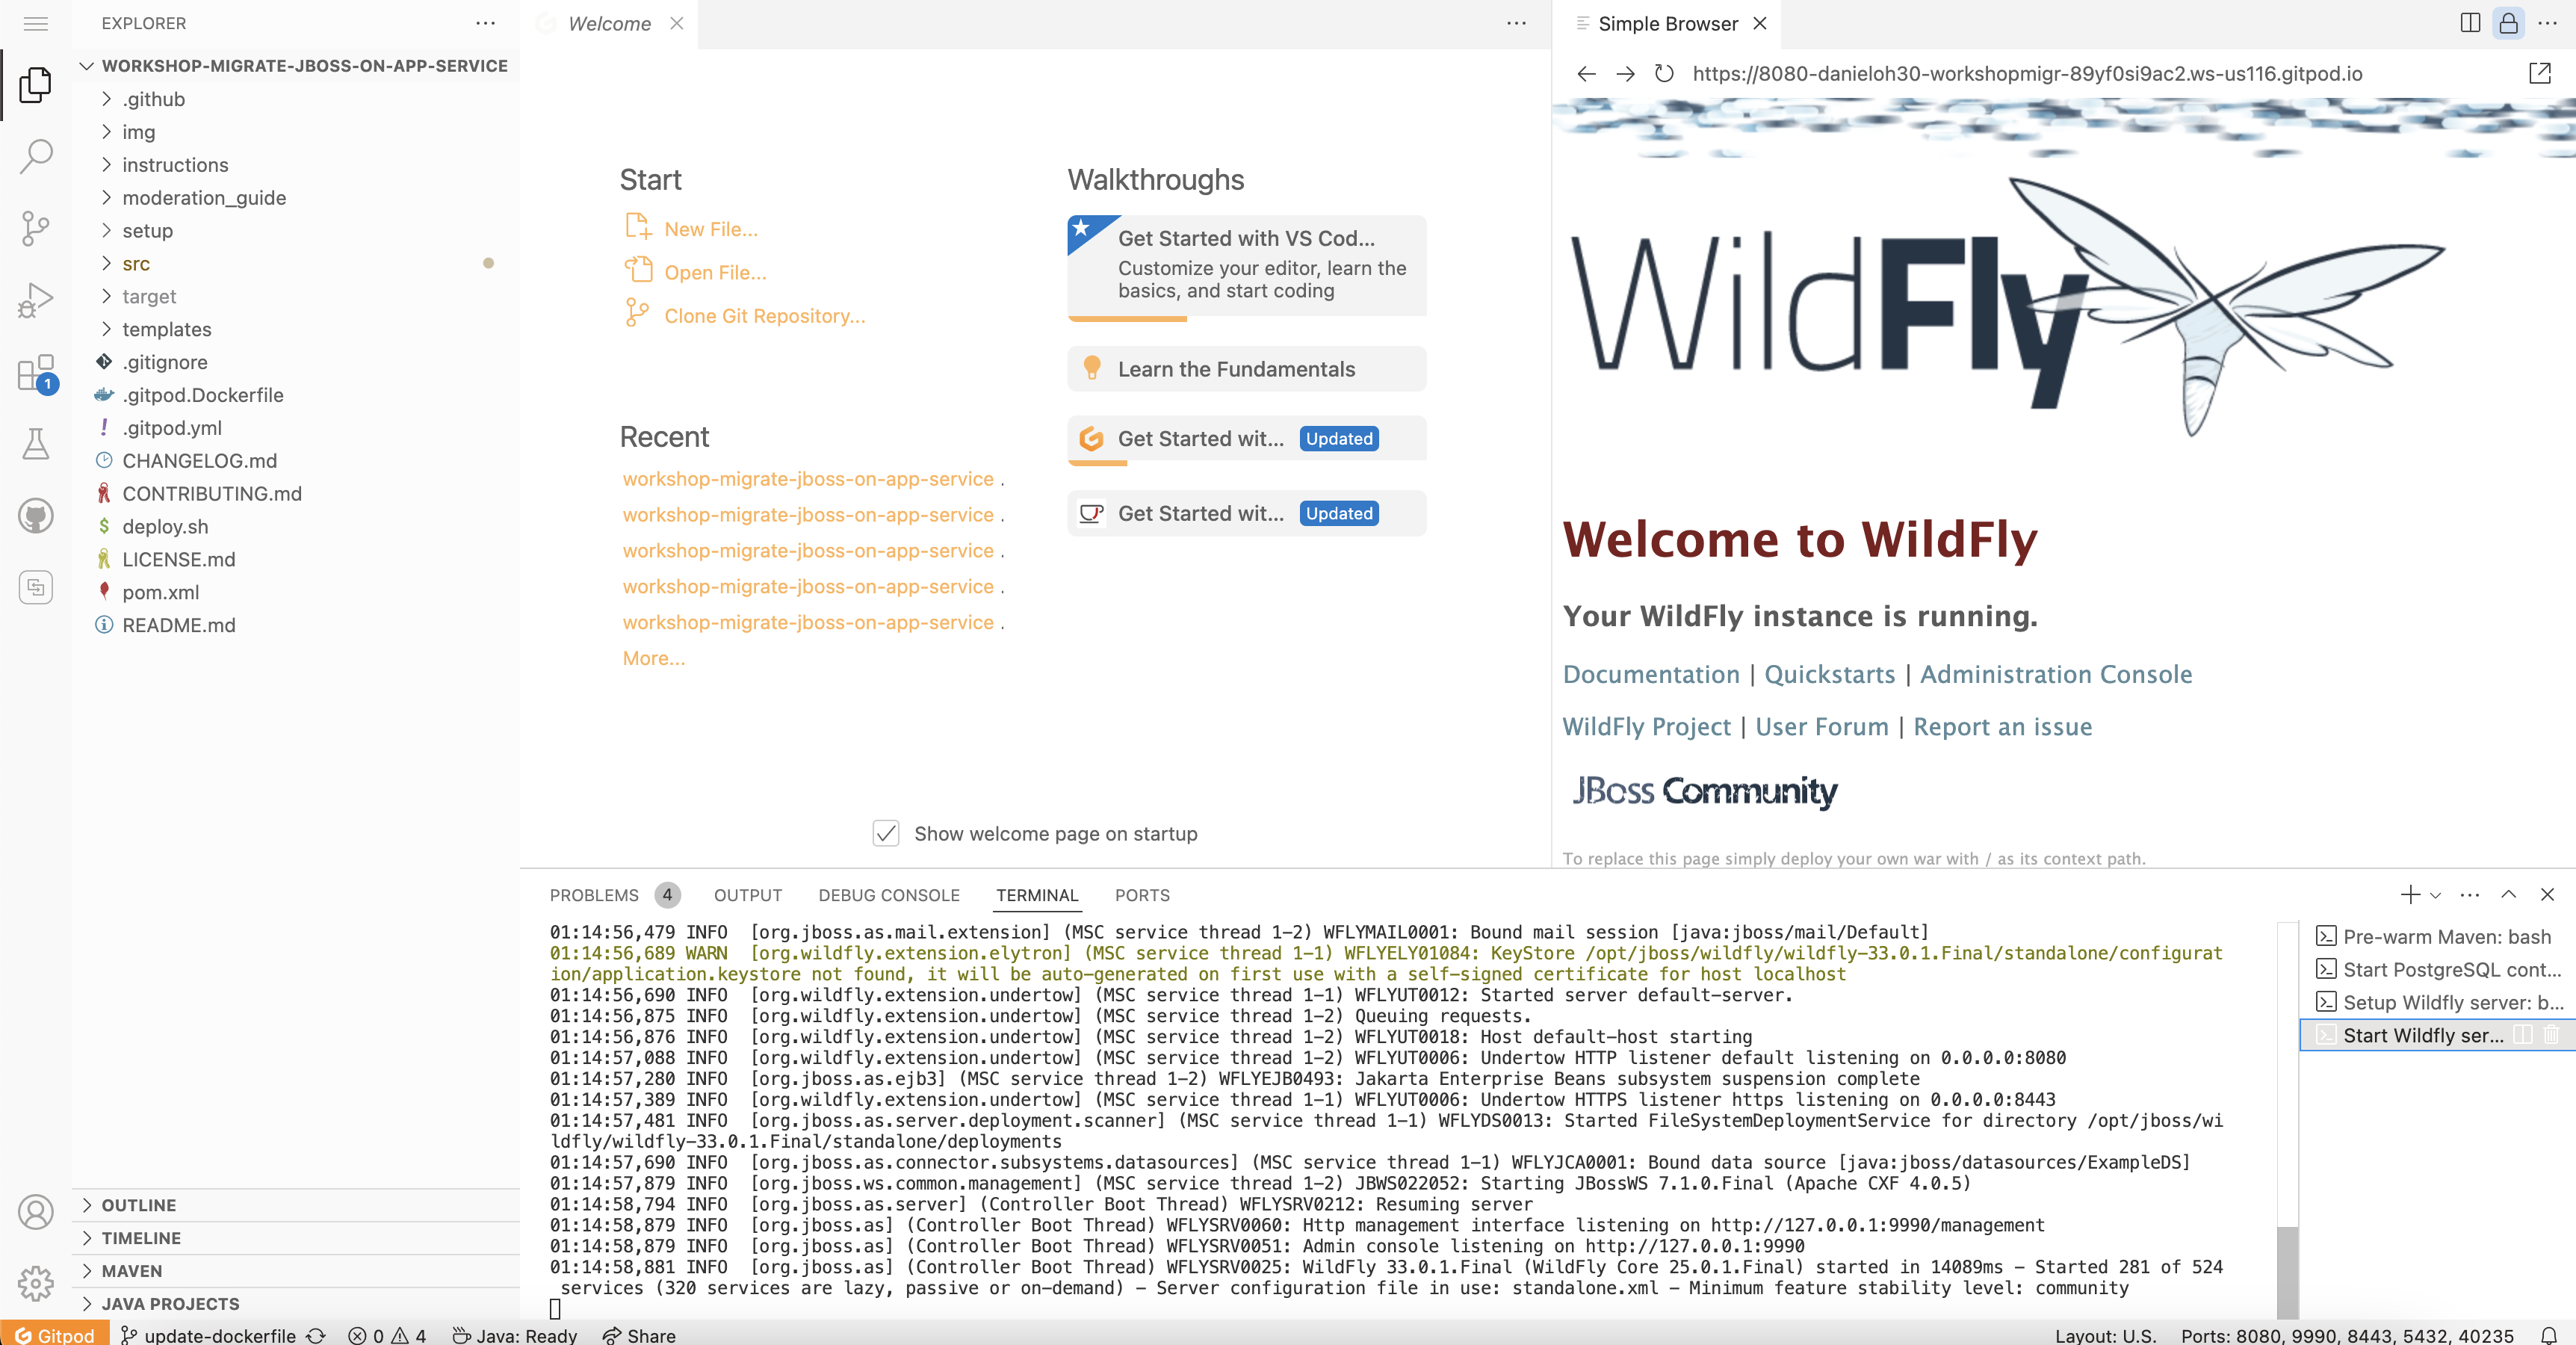 EXPLORER
WORKSHOP-MIGRATE-JBOSS-ON-APP-SERVICE
.github
img
instructions
moderation_guide
setup
src
target
templates
.gitignore
.gitpod.Dockerfile
.gitpod.yml
CHANGELOG.md
CONTRIBUTING.md
deploy.sh
LICENSE.md
pom.xml
README.md
1
OUTLINE
TIMELINE
MAVEN
JAVA PROJECTS
Welcome
Start
New File...
Open File...
Clone Git Repository...
Recent
workshop-migrate-jboss-on-app-service .
workshop-migrate-jboss-on-app-service .
workshop-migrate-jboss-on-app-service .
workshop-migrate-jboss-on-app-service .
workshop-migrate-jboss-on-app-service .
More...
Walkthroughs
Get Started with VS Cod...
Customize your editor, learn the
basics, and start coding
Learn the Fundamentals
Get Started wit... Updated
Get Started wit... Updated
Show welcome page on startup
Simple Browser
https://8080-danieloh30-workshopmigr-89yf0si9ac2.ws-us116.gitpod.io
WildFly
Welcome to WildFly
Your WildFly instance is running.
Documentation | Quickstarts | Administration Console
WildFly Project | User Forum | Report an issue
JBoss Community
To replace this page simply deploy your own war with / as its context path.
PROBLEMS 4 OUTPUT DEBUG CONSOLE TERMINAL PORTS
01:14:56,479 INFO  [org.jboss.as.mail.extension] (MSC service thread 1-2) WFLYMAIL0001: Bound mail session [java:jboss/mail/Default]
01:14:56,689 WARN  [org.wildfly.extension.elytron] (MSC service thread 1-1) WFLYELY01084: KeyStore /opt/jboss/wildfly/wildfly-33.0.1.Final/standalone/configurat
ion/application.keystore not found, it will be auto-generated on first use with a self-signed certificate for host localhost
01:14:56,690 INFO  [org.wildfly.extension.undertow] (MSC service thread 1-1) WFLYUT0012: Started server default-server.
01:14:56,875 INFO  [org.wildfly.extension.undertow] (MSC service thread 1-2) Queuing requests.
01:14:56,876 INFO  [org.wildfly.extension.undertow] (MSC service thread 1-2) WFLYUT0018: Host default-host starting
01:14:57,088 INFO  [org.wildfly.extension.undertow] (MSC service thread 1-2) WFLYUT0006: Undertow HTTP listener default listening on 0.0.0.0:8080
01:14:57,280 INFO  [org.jboss.as.ejb3] (MSC service thread 1-2) WFLYEJB0493: Jakarta Enterprise Beans subsystem suspension complete
01:14:57,389 INFO  [org.wildfly.extension.undertow] (MSC service thread 1-1) WFLYUT0006: Undertow HTTPS listener https listening on 0.0.0.0:8443
01:14:57,481 INFO  [org.jboss.as.server.deployment.scanner] (MSC service thread 1-1) WFLYDS0013: Started FileSystemDeploymentService for directory /opt/jboss/wi
ldfly/wildfly-33.0.1.Final/standalone/deployments
01:14:57,690 INFO  [org.jboss.as.connector.subsystems.datasources] (MSC service thread 1-1) WFLYJCA0001: Bound data source [java:jboss/datasources/ExampleDS]
01:14:57,879 INFO  [org.jboss.ws.common.management] (MSC service thread 1-2) JBWS022052: Starting JBossWS 7.1.0.Final (Apache CXF 4.0.5)
01:14:58,794 INFO  [org.jboss.as.server] (Controller Boot Thread) WFLYSRV0212: Resuming server
01:14:58,879 INFO  [org.jboss.as] (Controller Boot Thread) WFLYSRV0060: Http management interface listening on http://127.0.0.1:9990/management
01:14:58,879 INFO  [org.jboss.as] (Controller Boot Thread) WFLYSRV0051: Admin console listening on http://127.0.0.1:9990
01:14:58,881 INFO  [org.jboss.as] (Controller Boot Thread) WFLYSRV0025: WildFly 33.0.1.Final (WildFly Core 25.0.1.Final) started in 14089ms - Started 281 of 524
services (320 services are lazy, passive or on-demand) - Server configuration file in use: standalone.xml - Minimum feature stability level: community
Pre-warm Maven: bash
Start PostgreSQL cont...
Setup Wildfly server: b...
Start Wildfly ser...
Gitpod update-dockerfile 0 4 Java: Ready Share
Layout: U.S. Ports: 8080, 9990, 8443, 5432, 40235